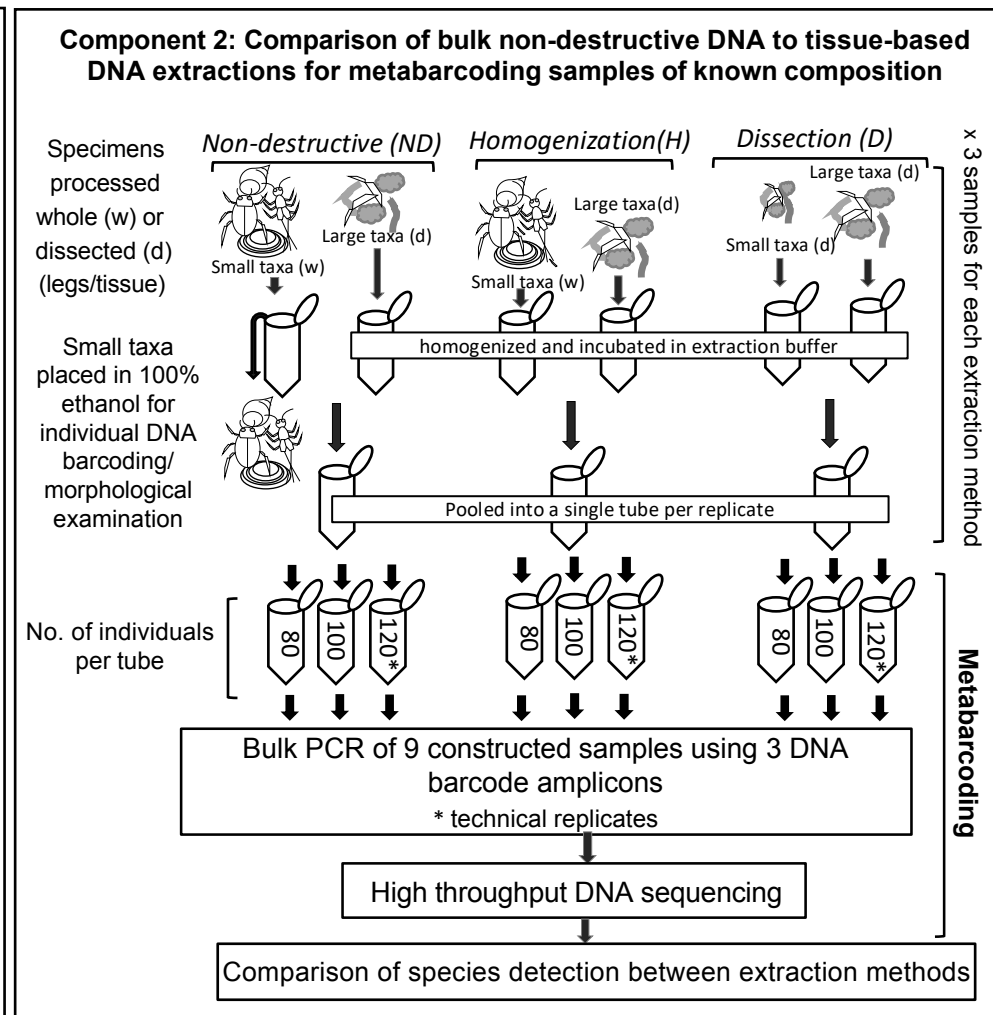 Component 2: Comparison of bulk non-destructive DNA to tissue-based
DNA extractions for metabarcoding samples of known composition
Specimens
processed
whole (w) or
dissected (d)
(legs/tissue)
Non-destructive (ND)
Small taxa (w)
Large taxa (d)
Homogenization(H)
Small taxa (w)
Large taxa(d)
Dissection (D)
Small taxa (d)
Large taxa (d)
x 3 samples for each extraction method
Small taxa
placed in 100%
ethanol for
individual DNA
barcoding/
morphological
examination
homogenized and incubated in extraction buffer
Pooled into a single tube per replicate
No. of individuals
per tube
80
100
120*
80
100
120*
80
100
120*
Metabarcoding
Bulk PCR of 9 constructed samples using 3 DNA
barcode amplicons
* technical replicates
High throughput DNA sequencing
Comparison of species detection between extraction methods